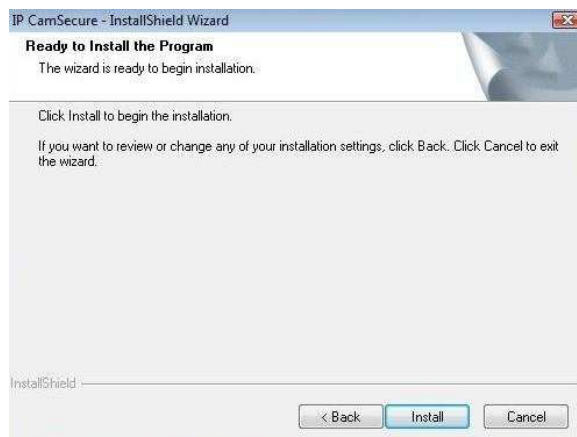 IP CamSecure - InstallShield Wizard
Ready to Install the Program
The wizard is ready to begin installation.
Click Install to begin the installation.
If you want to review or change any of your installation settings, click Back. Click Cancel to exit
the wizard.
InstallShield
< Back Install Cancel